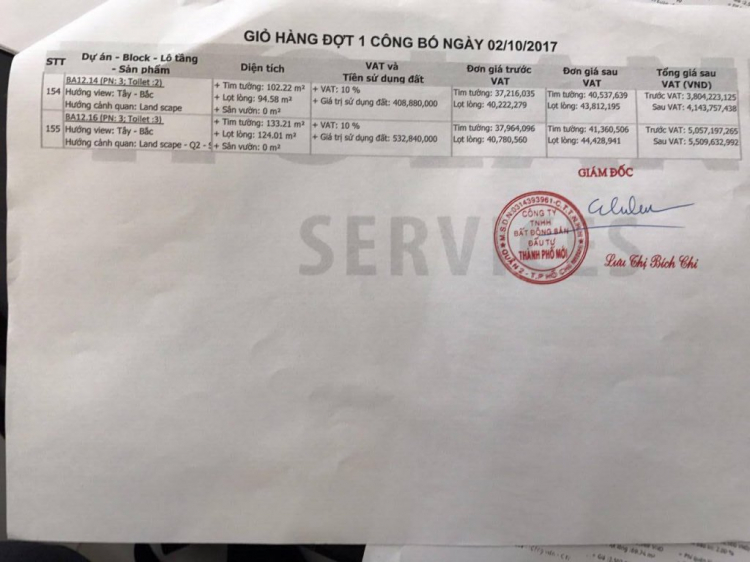 GIỎ HÀNG ĐỢT 1 CÔNG BÓ NGÀY 02/10/2017
STT
Dự án - Block - Lô tầng - Sản phẩm
Diện tích
VAT và Tiền sử dụng đất
Đơn giá trước VAT
Đơn giá sau VAT
Tổng giá sau VAT (VND)
154
BA12.14 (PN: 3; Toilet :2)
Hướng view: Tây - Bắc
Hướng cảnh quan: Land scape
+ Tim tường: 102.22 m²
+ Lọt lòng: 94.58 m²
+ Sân vườn: 0 m²
+ VAT: 10 %
+ Giá trị sử dụng đất: 408,880,000
Tim tường: 37,216,035
Lọt lòng: 40,222,279
Tim tường: 40,537,639
Lọt lòng: 43,812,195
Trước VAT: 3,804,223,125
Sau VAT: 4,143,757,438
155
BA12.16 (PN: 3; Toilet :3)
Hướng view: Tây - Bắc
Hướng cảnh quan: Land scape - Q2 - S
+ Tim tường: 133.21 m²
+ Lọt lòng: 124.01 m²
+ Sân vườn: 0 m²
+ VAT: 10 %
+ Giá trị sử dụng đất: 532,840,000
Tim tường: 37,964,096
Lọt lòng: 40,780,560
Tim tường: 41,360,506
Lọt lòng: 44,428,941
Trước VAT: 5,057,197,265
Sau VAT: 5,509,632,992
GIÁM ĐỐC
M.S.D.N:0314393961-C.T.T.N.H.H
CÔNG TY
TNHH
BẤT ĐỘNG SẢN
ĐẦU TƯ
THÀNH PHỐ MỚI
QUẬN 2 - T.P HỒ CHÍ MINH
SERVICES
Lưu Thị Bích Chi